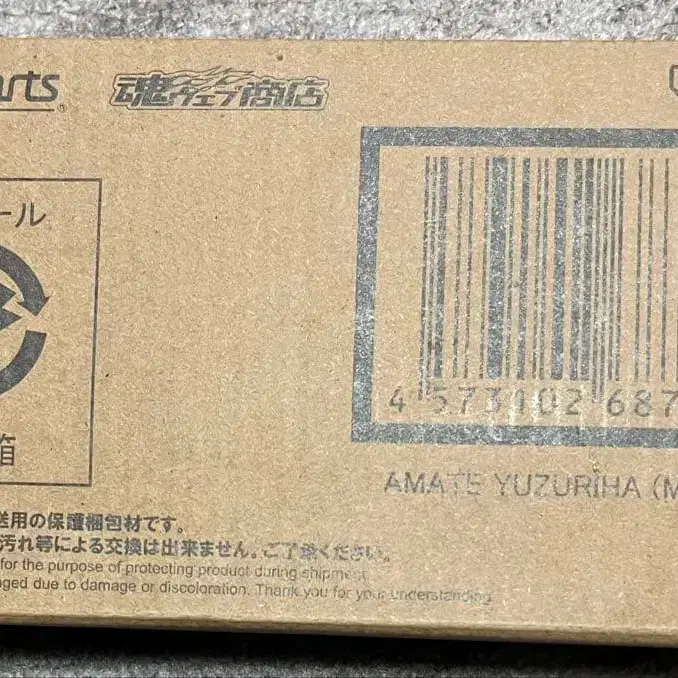 arts®
魂ウェブ商店
ール
箱
4 573102 687
AMATE YUZURIHA (M
送用の保護梱包材です。
汚れ等による交換は出来ません。ご了承ください。
for the purpose of protecting product during shipment
nged due to damage or discoloration. Thank you for your understanding.